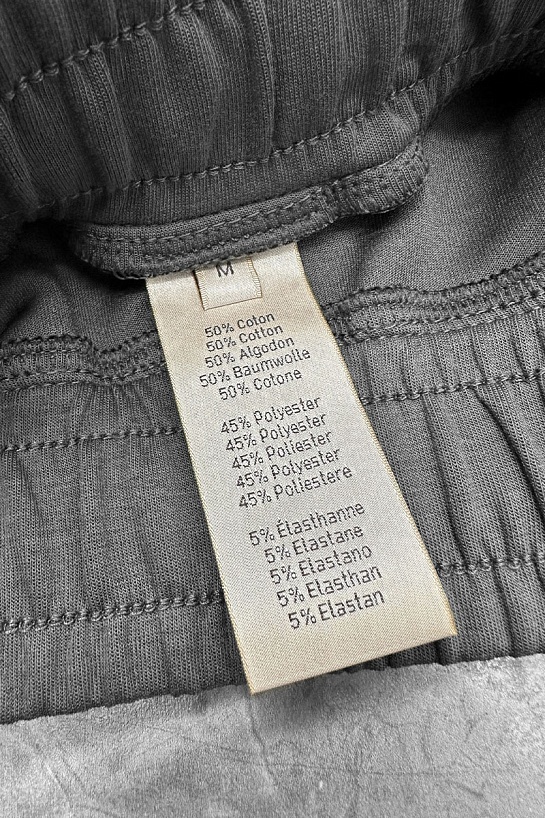 M
50% Coton
50% Cotton
50% Algodon
50% Baumwolle
50% Cotone
45% Polyester
45% Polyester
45% Poliester
45% Polyester
45% Poliestere
5% Élasthanne
5% Elastane
5% Elastano
5% Elasthan
5% Elastan